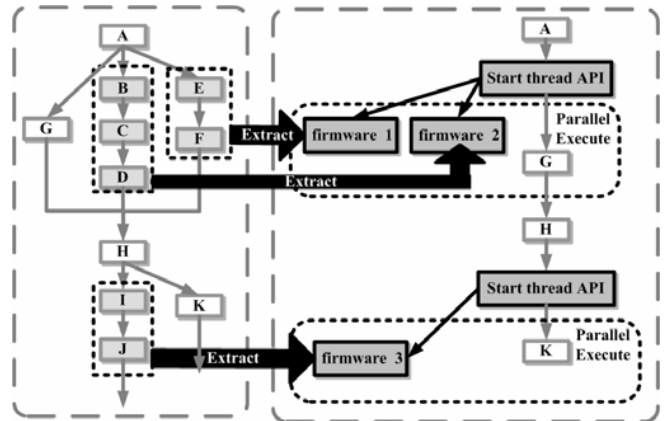 A
B
E
G
C
F
D
Extract
Extract
H
I
K
J
Extract
A
Start thread API
Parallel
Execute
firmware 1
firmware 2
G
H
Start thread API
Parallel
Execute
firmware 3
K